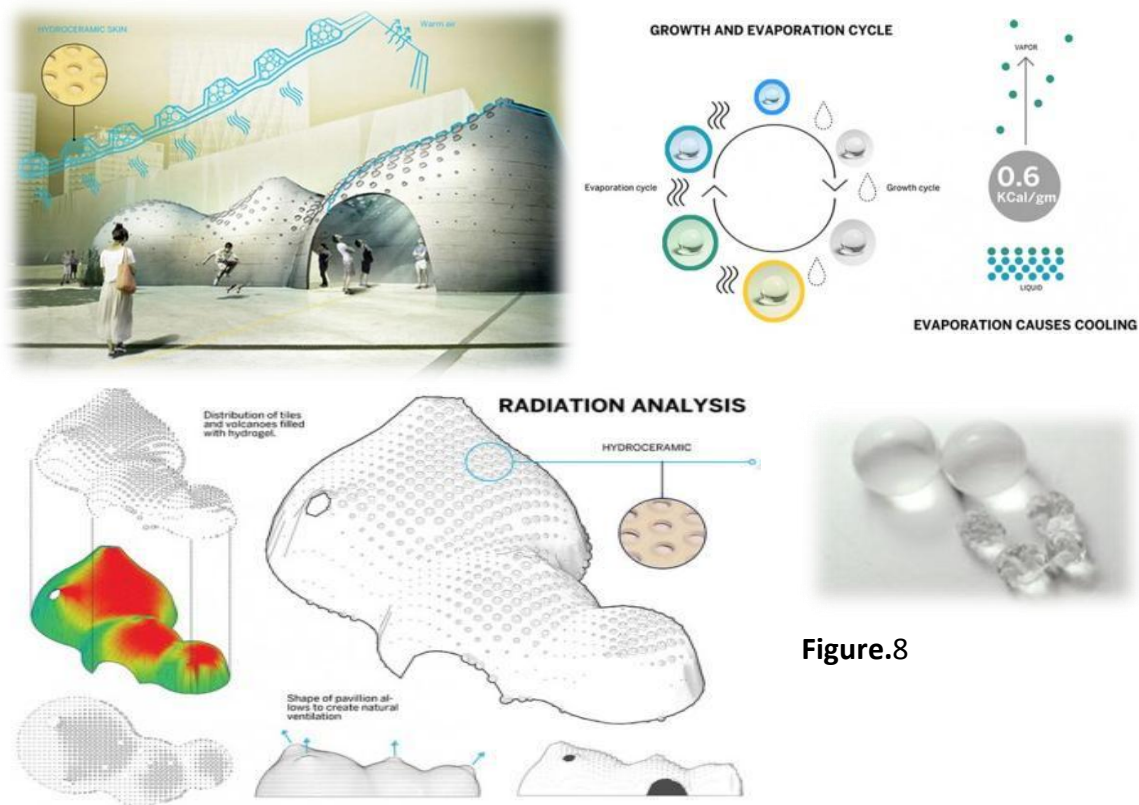 HYDROCERAMIC SKIN
Warm air
GROWTH AND EVAPORATION CYCLE
Evaporation cycle
Growth cycle
VAPOR
0.6
KCal/gm
LIQUID
EVAPORATION CAUSES COOLING
Distribution of tiles
and volcanoes filled
with hydrogel.
RADIATION ANALYSIS
HYDROCERAMIC
Shape of pavillion al-
lows to create natural
ventilation
Figure.8